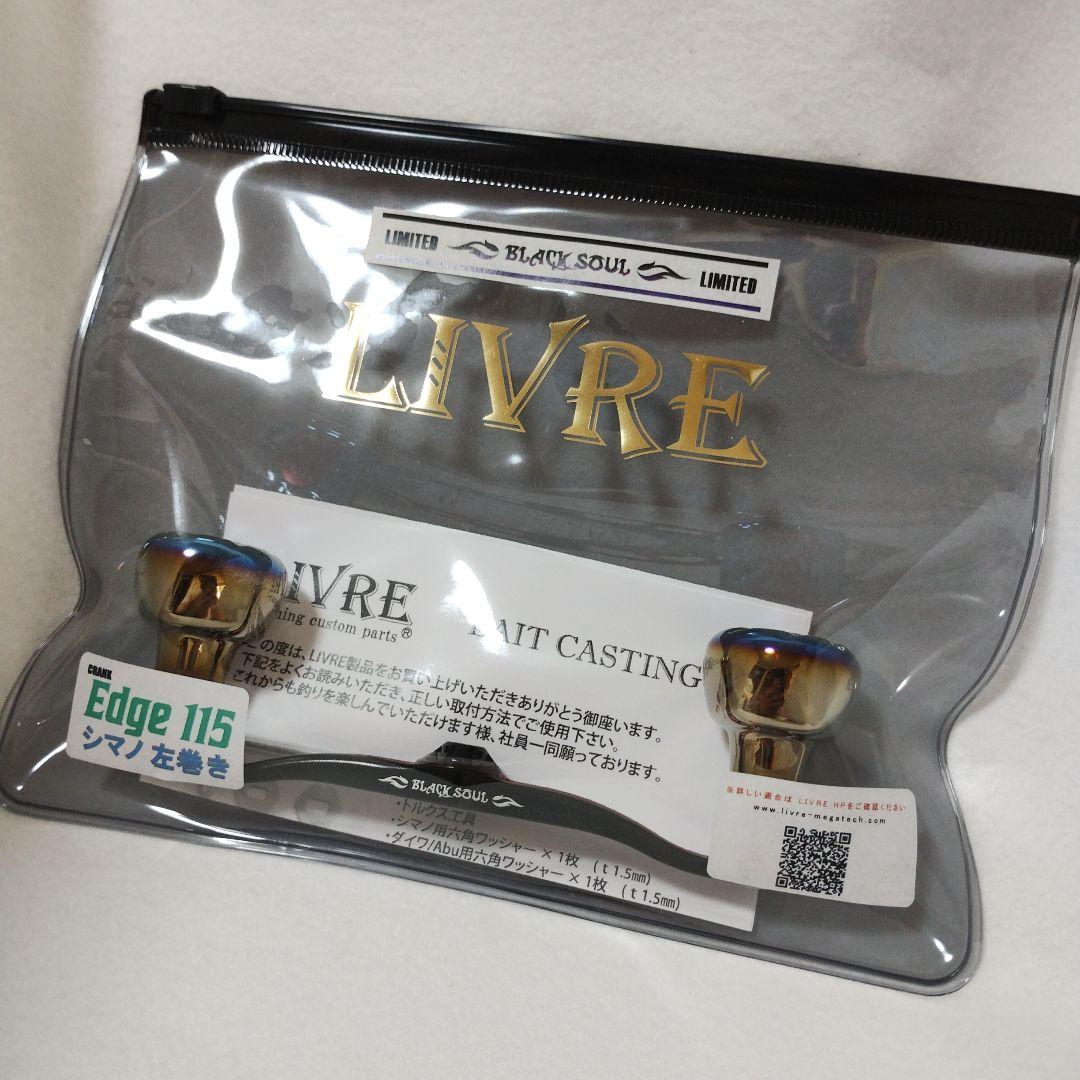 LIMITED BLACK SOUL LIMITED
LIVRE
LIVRE
fishing custom parts®
BAIT CASTING
この度は、LIVRE製品をお買い上げいただきありがとう御座います。
下記をよくお読みいただき、正しい取付方法でご使用下さい。
これからも釣りを楽しんでいただけます様、社員一同願っております。
CRANK
Edge 115
シマノ 左巻き
BLACK SOUL
・トルクス工具
・シマノ用六角ワッシャー × 1枚 (t 1.5mm)
・ダイワ/Abu用六角ワッシャー × 1枚 (t 1.5mm)
※詳しい適合は LIVRE HPをご確認ください
www.livre-megatech.com